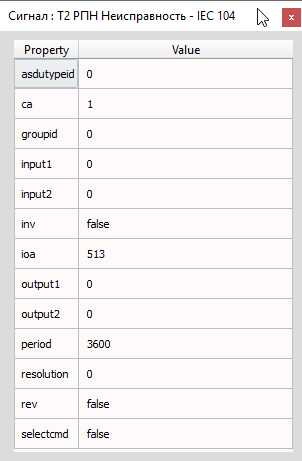 Сигнал : Т2 РПН Неисправность - IEC 104 x
Property Value
asdutypeid 0
ca 1
groupid 0
input1 0
input2 0
inv false
ioa 513
output1 0
output2 0
period 3600
resolution 0
rev false
selectcmd false